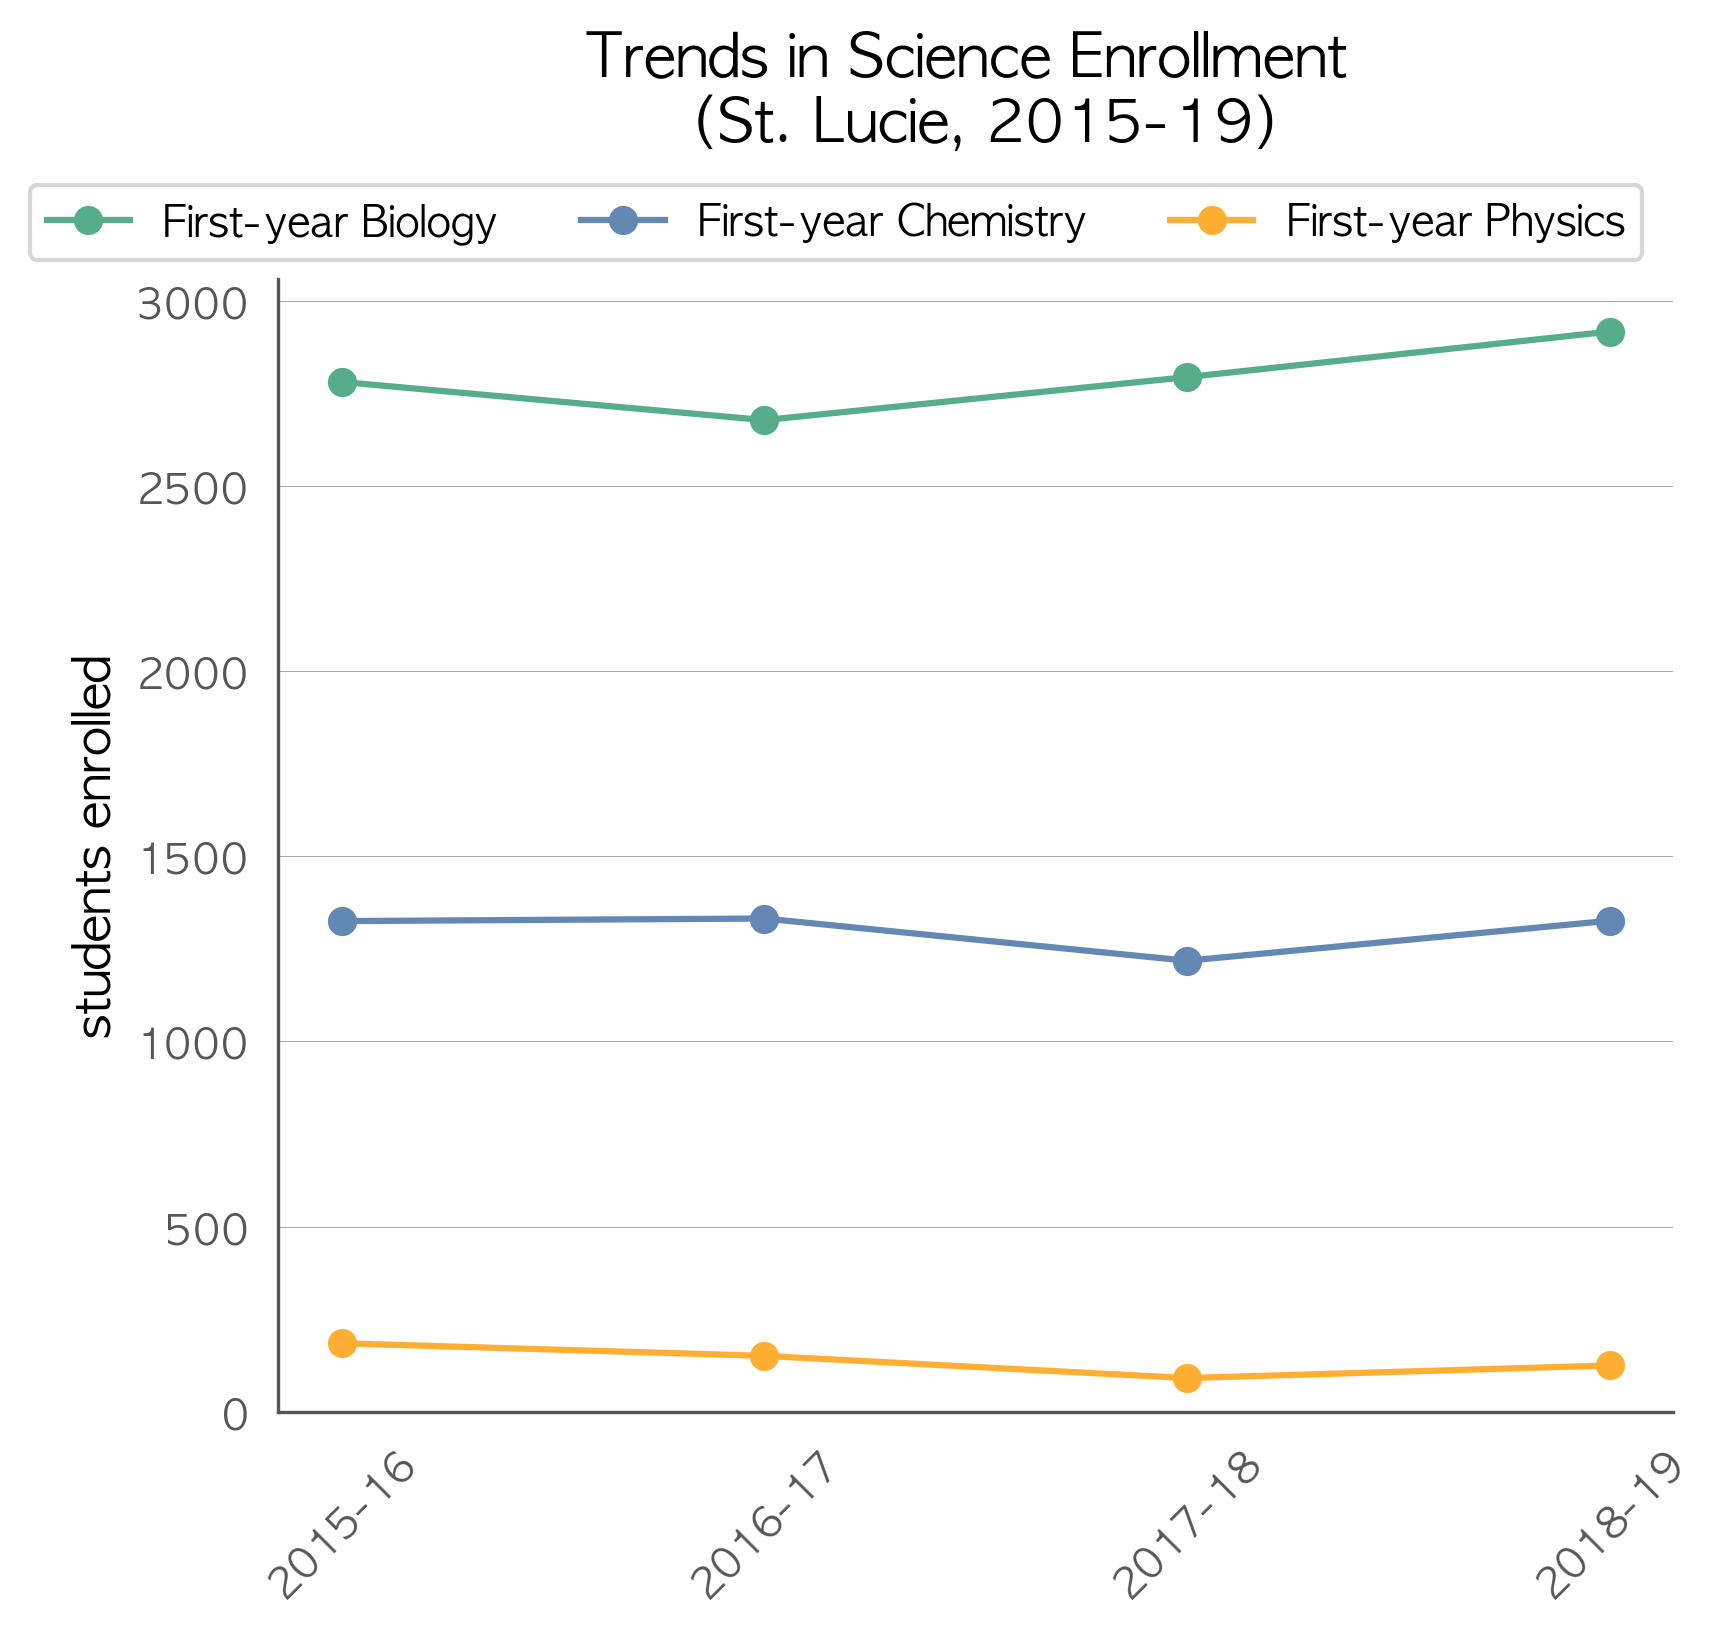 Trends in Science Enrollment
(St. Lucie, 2015-19)
First-year Biology
First-year Chemistry
First-year Physics
3000
2500
2000
1500
1000
500
0
students enrolled
2015-16
2016-17
2017-18
2018-19